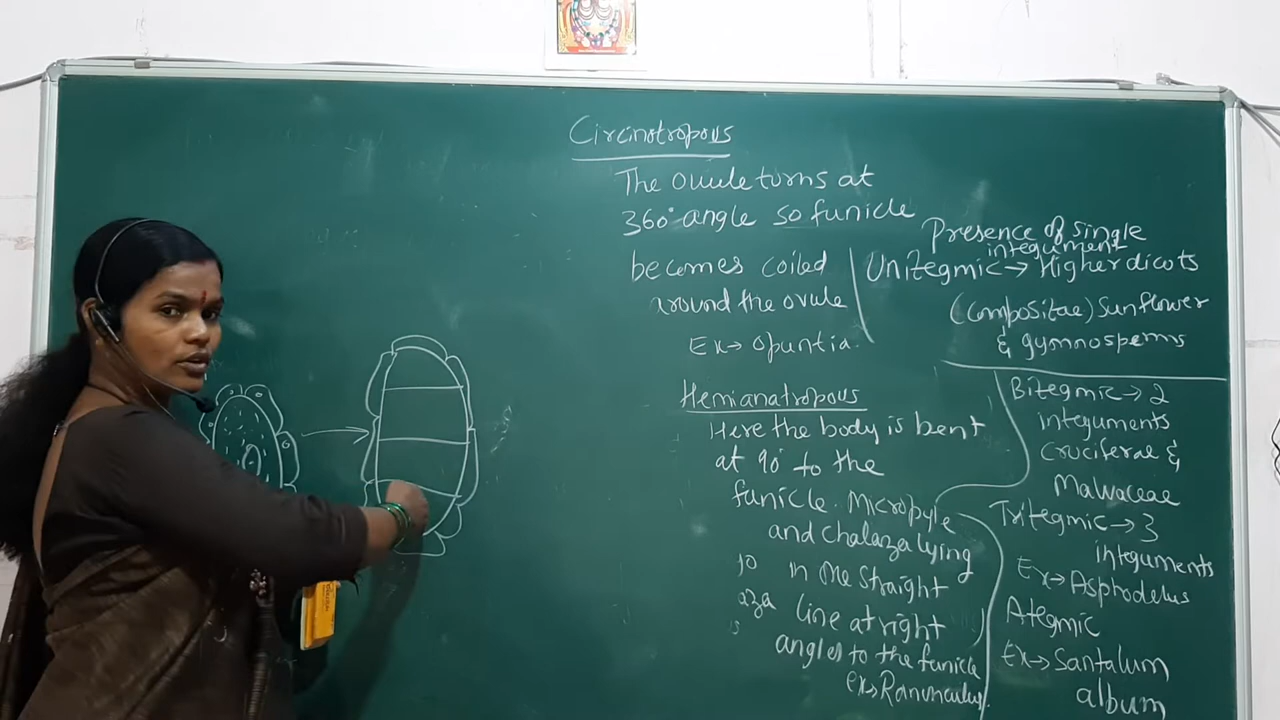 Circinotropous
The Ovule turns at
360° angle so funicle
becomes coiled
around the ovule
Ex→ Opuntia.
Presence of single
integument
Unitegmic → Higher dicots
(Compositae) Sunflower
& gymnosperms
Hemianatropous
Here the body is bent
at 90° to the
funicle. Micropyle
and chalaza lying
in the straight
line at right
angles to the funicle
ex→ Ranunculus.
Bitegmic → 2
integuments
Cruciferae &
Malvaceae
Tritegmic → 3
integuments
Ex→ Asphodelus
Ategmic
Ex→ Santalum
album